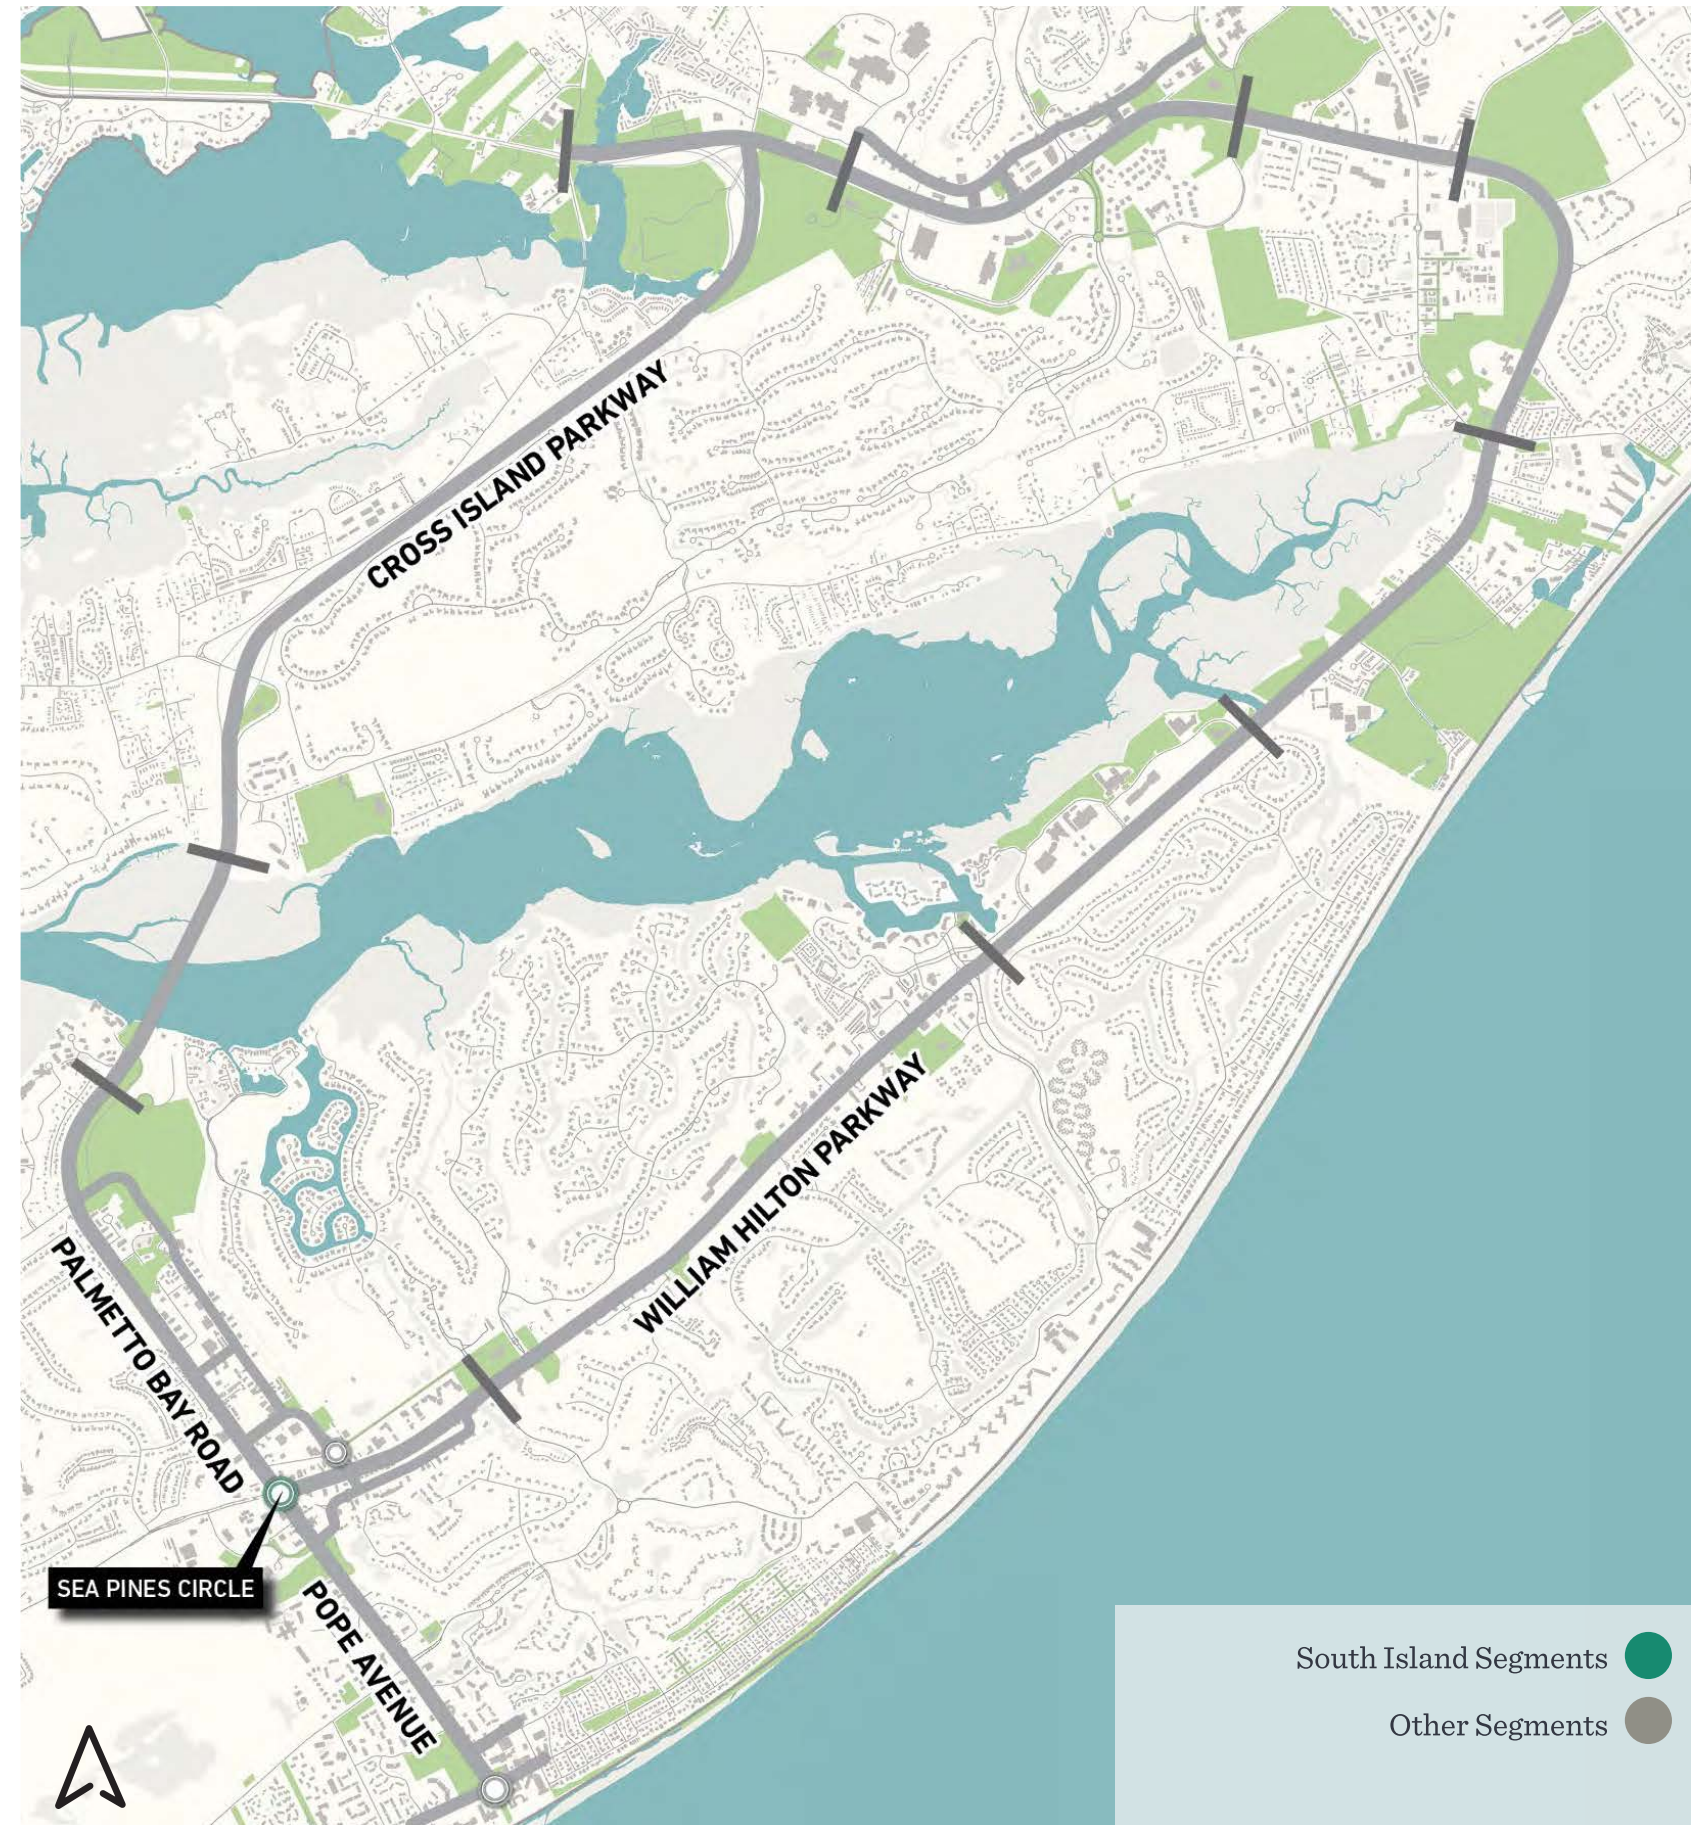 CROSS ISLAND PARKWAY
WILLIAM HILTON PARKWAY
PALMETTO BAY ROAD
SEA PINES CIRCLE
POPE AVENUE
South Island Segments
Other Segments